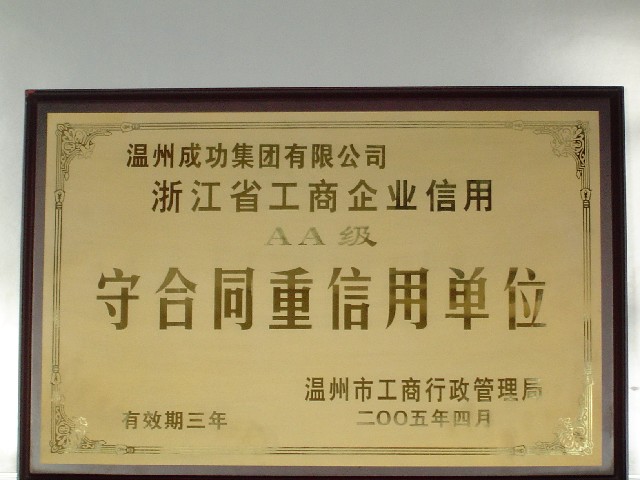 温州成功集团有限公司
浙江省工商企业信用
AA级
守合同重信用单位
温州市工商行政管理局
有效期三年
二〇〇五年四月